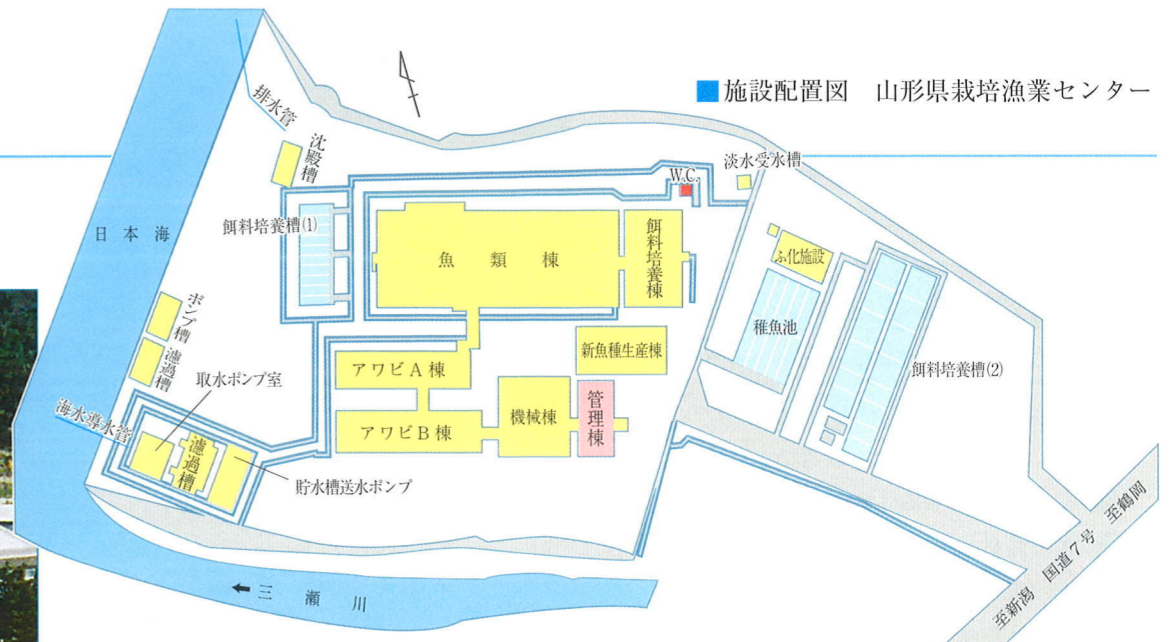 ■施設配置図 山形県栽培漁業センター
排水管
沈殿槽
淡水受水槽
W.C.
餌料培養槽(1)
日本海
魚類棟
餌料培養棟
ふ化施設
稚魚池
餌料培養槽(2)
ポンプ槽
濾過槽
新魚種生産棟
アワビA棟
取水ポンプ室
海水導水管
アワビB棟
機械棟
管理棟
濾過槽
貯水槽送水ポンプ
←三瀬川
至新潟 国道7号 至鶴岡